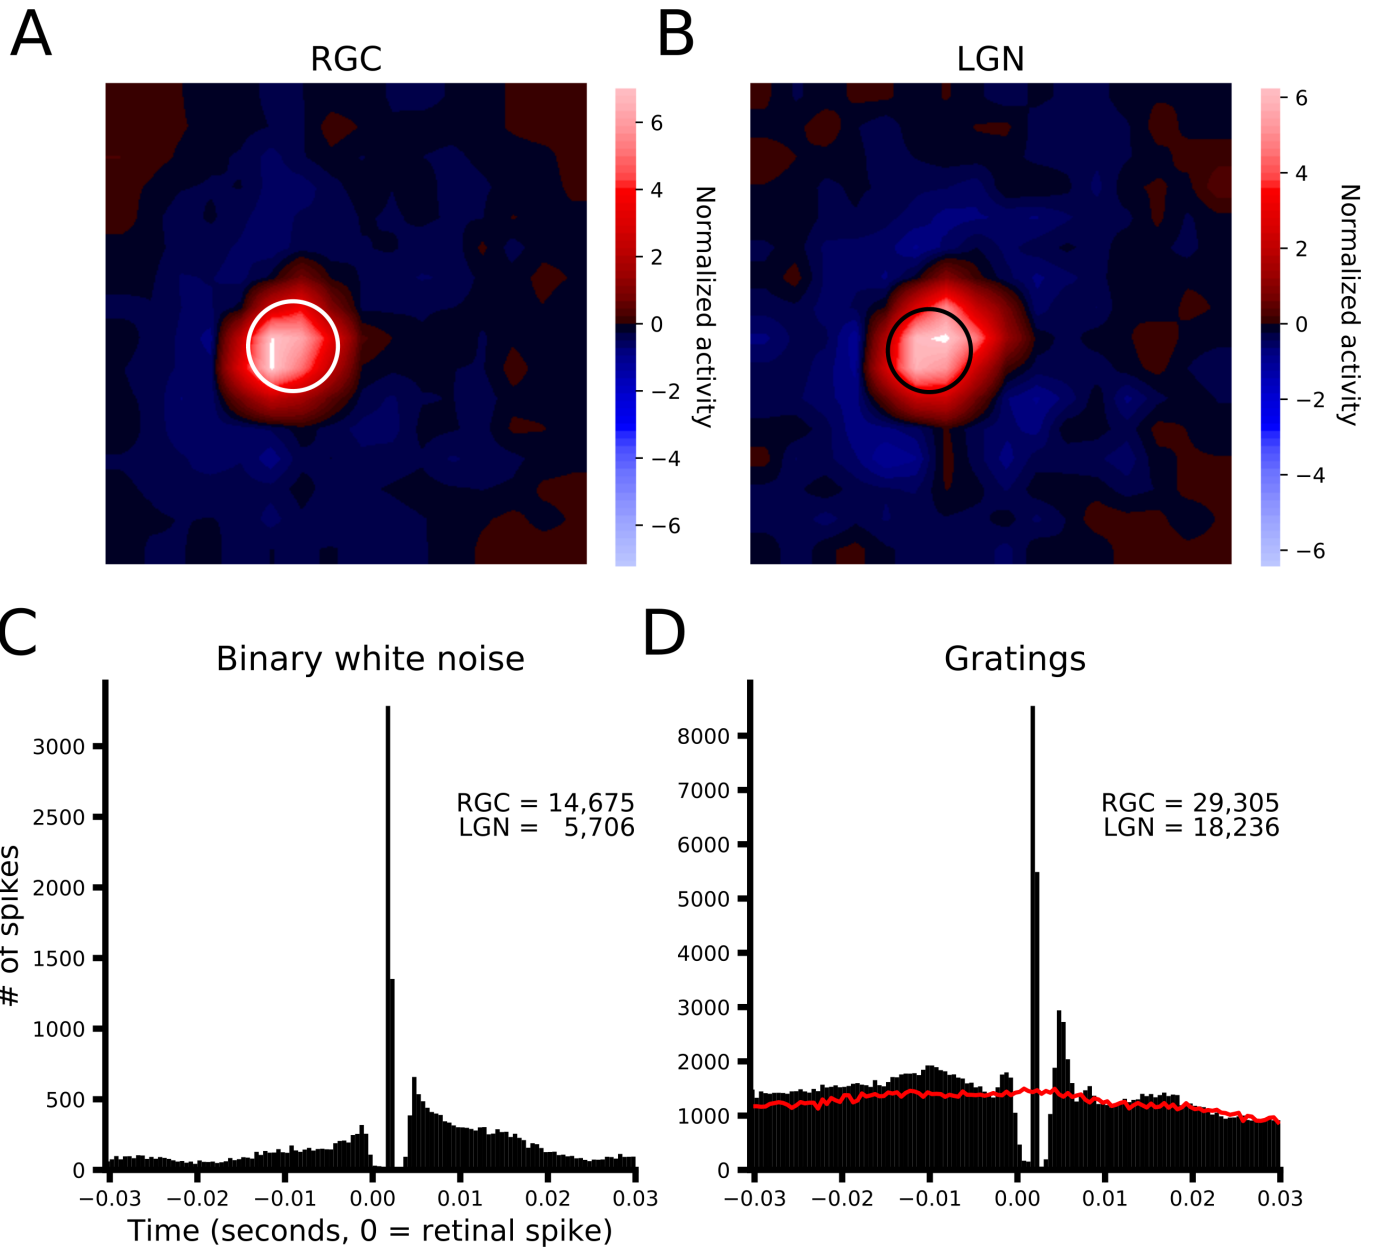 A
RGC
6
4
2
0
−2
−4
−6
Normalized activity
B
LGN
6
4
2
0
−2
−4
−6
Normalized activity
C
Binary white noise
3000
2500
2000
1500
1000
500
0
# of spikes
RGC = 14,675
LGN = 5,706
−0.03 −0.02 −0.01 0.00 0.01 0.02 0.03
Time (seconds, 0 = retinal spike)
D
Gratings
8000
7000
6000
5000
4000
3000
2000
1000
0
RGC = 29,305
LGN = 18,236
−0.03 −0.02 −0.01 0.00 0.01 0.02 0.03